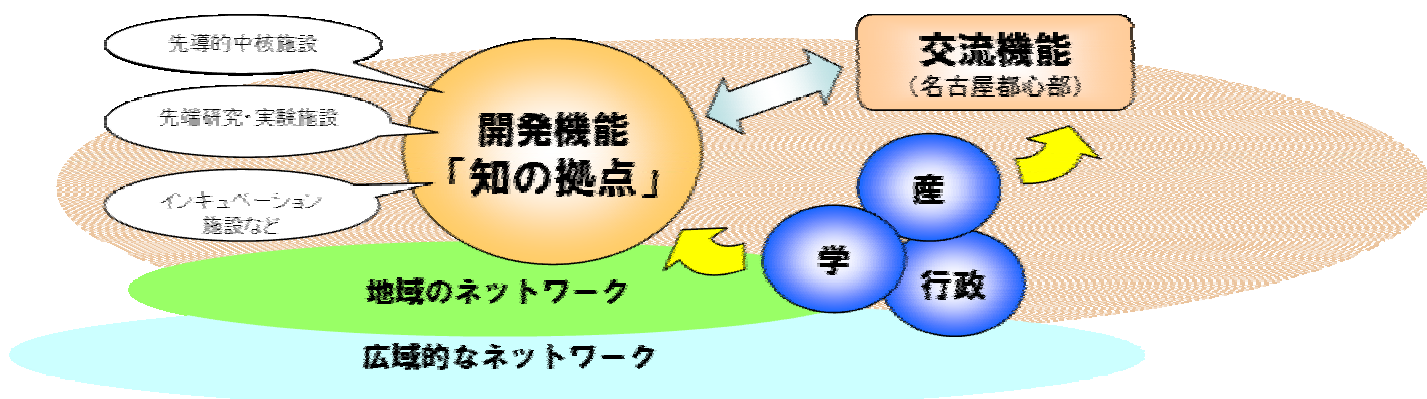 先導的中核施設
先端研究・実験施設
インキュベーション
施設など
開発機能
「知の拠点」
交流機能
（名古屋都心部）
産
学
行政
地域のネットワーク
広域的なネットワーク